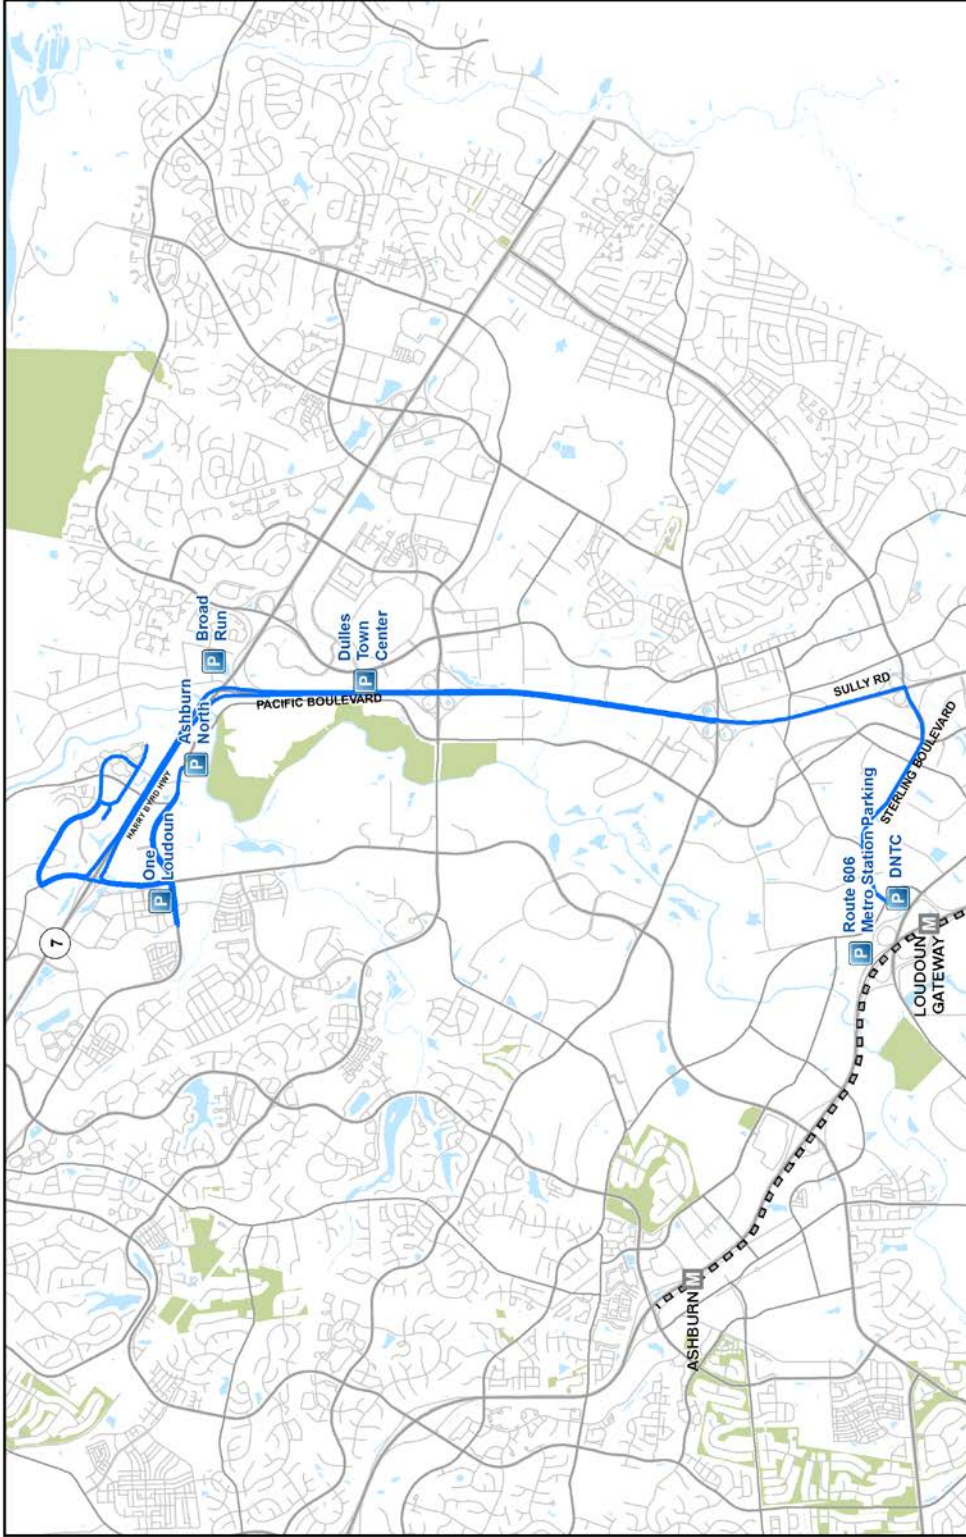 7
HARRY BYRD HWY
One
Loudoun
P
Ashburn
North
P
Broad
Run
P
PACIFIC BOULEVARD
Dulles
Town
Center
P
SULLY RD
STERLING BOULEVARD
Route 606
Metro Station Parking
P
DNTC
P
LOUDOUN
GATEWAY
M
ASHBURN
M